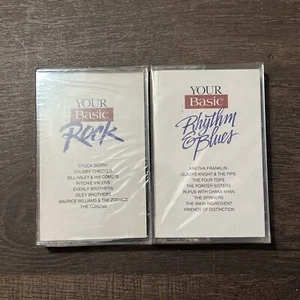 YOUR
Basic
Rock
CHUCK BERRY
CHUBBY CHECKER
BILL HALEY & HIS COMETS
RITCHIE VALENS
EVERLY BROTHERS
ISLEY BROTHERS
MAURICE WILLIAMS & THE ZODIACS
THE TOKENS
YOUR
Basic
Rhythm
& Blues
ARETHA FRANKLIN
GLADYS KNIGHT & THE PIPS
THE FOUR TOPS
THE POINTER SISTERS
RUFUS WITH CHAKA KHAN
THE SPINNERS
THE MAIN INGREDIENT
FRIENDS OF DISTINCTION